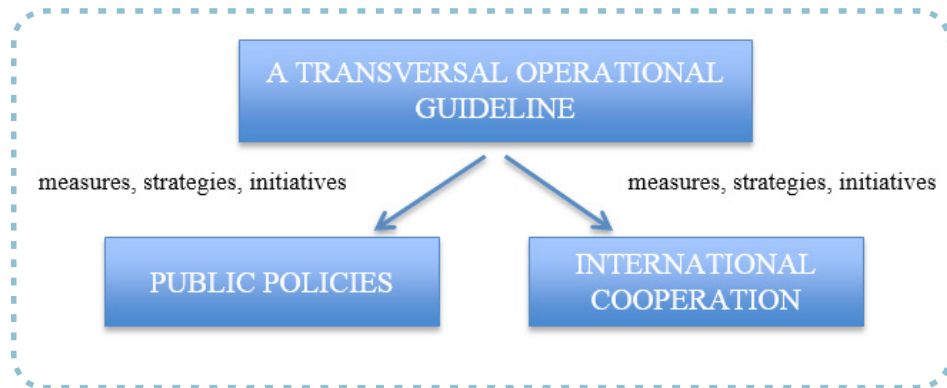 A TRANSVERSAL OPERATIONAL
GUIDELINE
measures, strategies, initiatives
measures, strategies, initiatives
PUBLIC POLICIES
INTERNATIONAL
COOPERATION